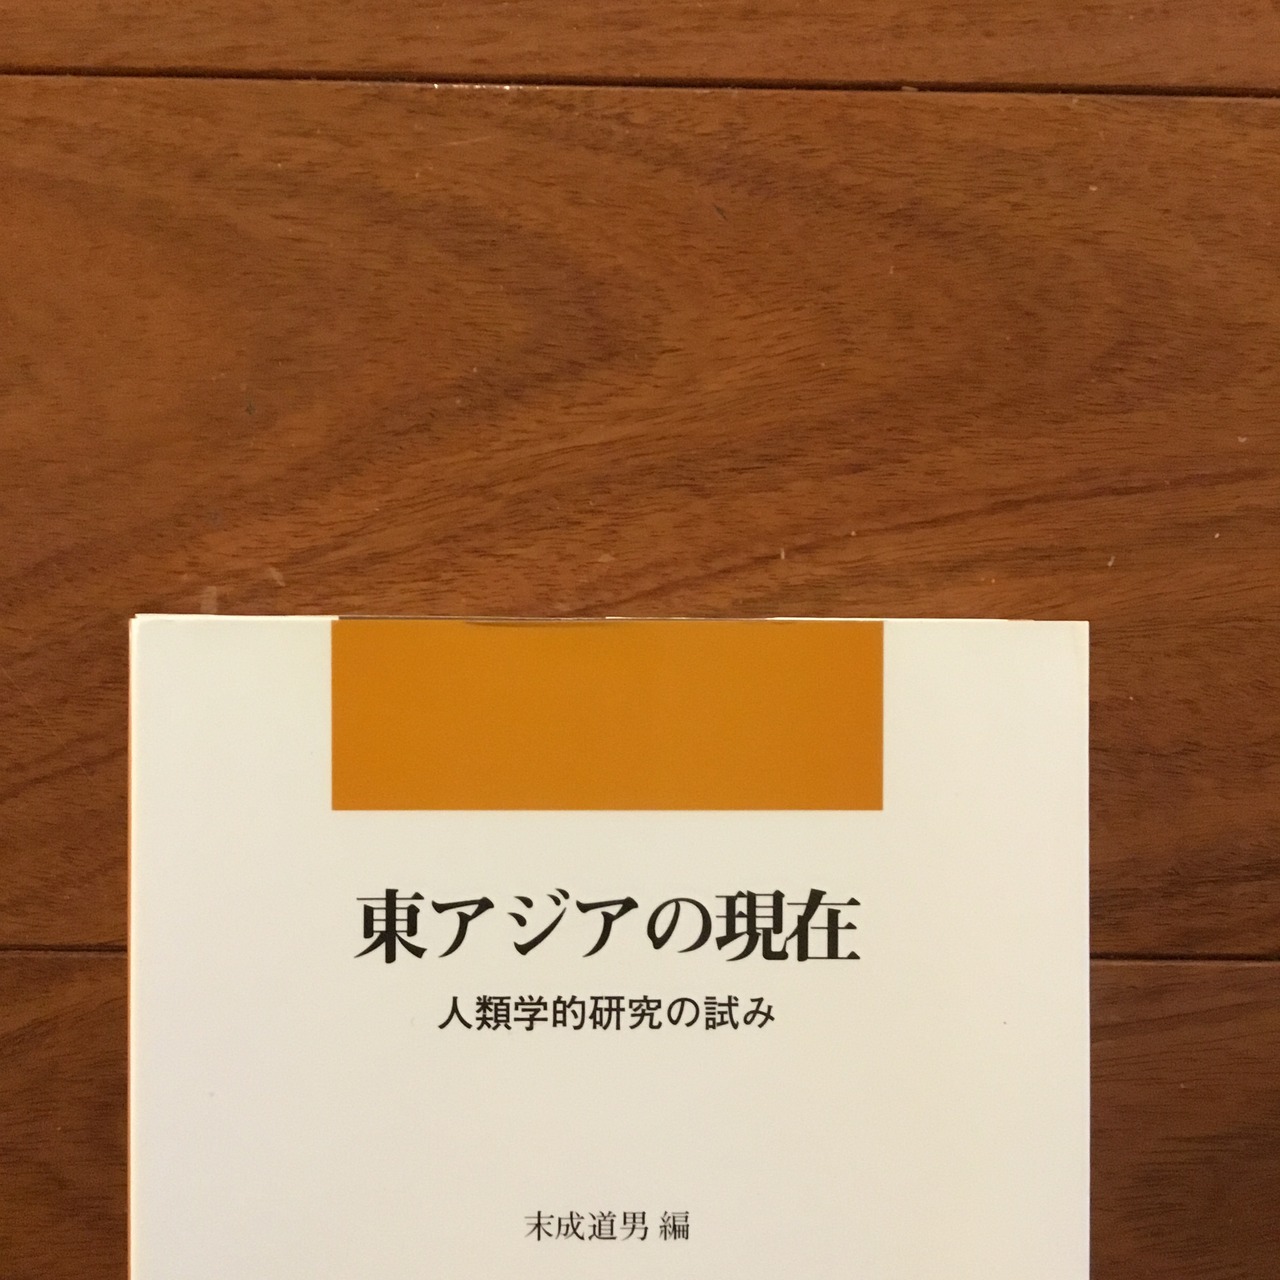 東アジアの現在
人類学的研究の試み
末成道男 編